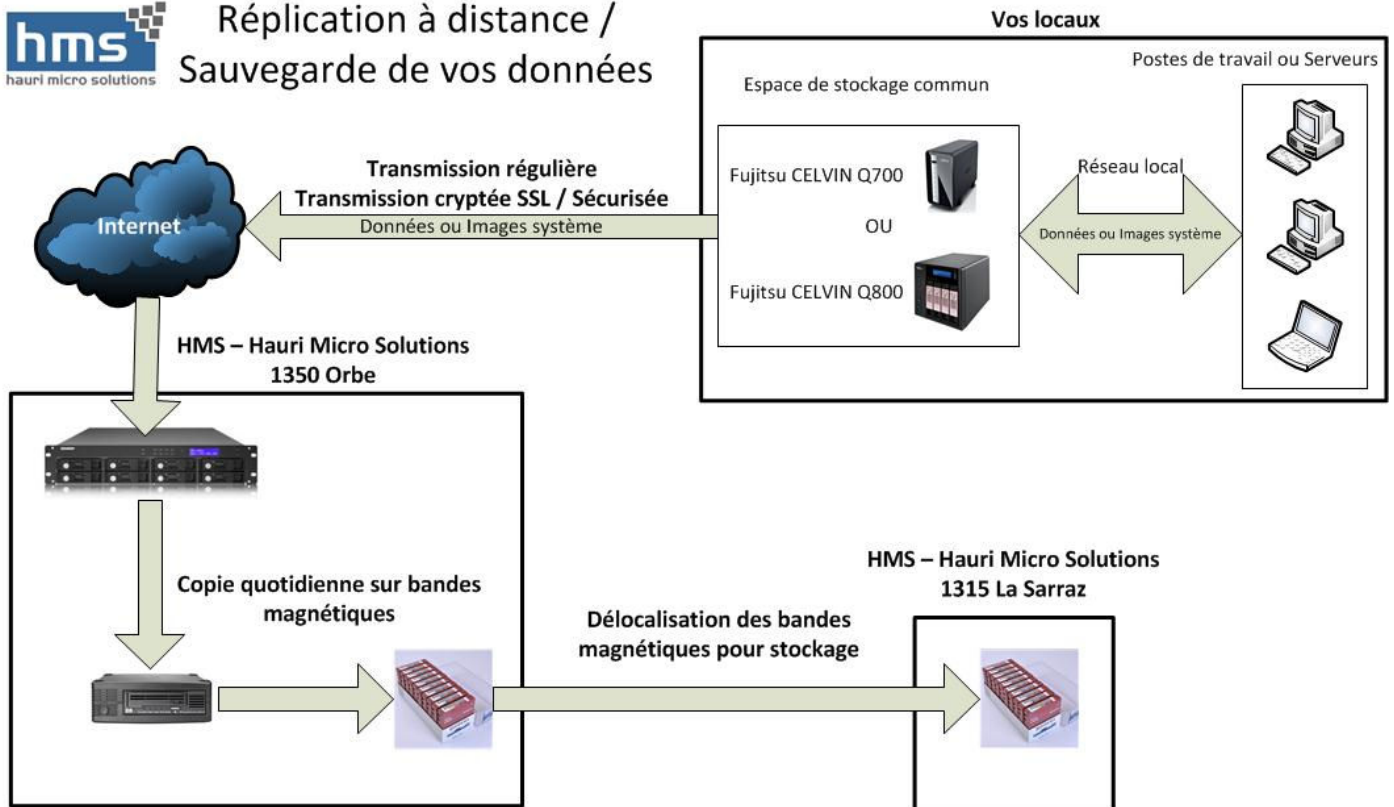 hms
hauri micro solutions
Réplication à distance /
Sauvegarde de vos données
Vos locaux
Postes de travail ou Serveurs
Espace de stockage commun
Fujitsu CELVIN Q700
OU
Fujitsu CELVIN Q800
Réseau local
Données ou Images système
Transmission régulière
Transmission cryptée SSL / Sécurisée
Données ou Images système
Internet
HMS – Hauri Micro Solutions
1350 Orbe
Copie quotidienne sur bandes
magnétiques
Délocalisation des bandes
magnétiques pour stockage
HMS – Hauri Micro Solutions
1315 La Sarraz